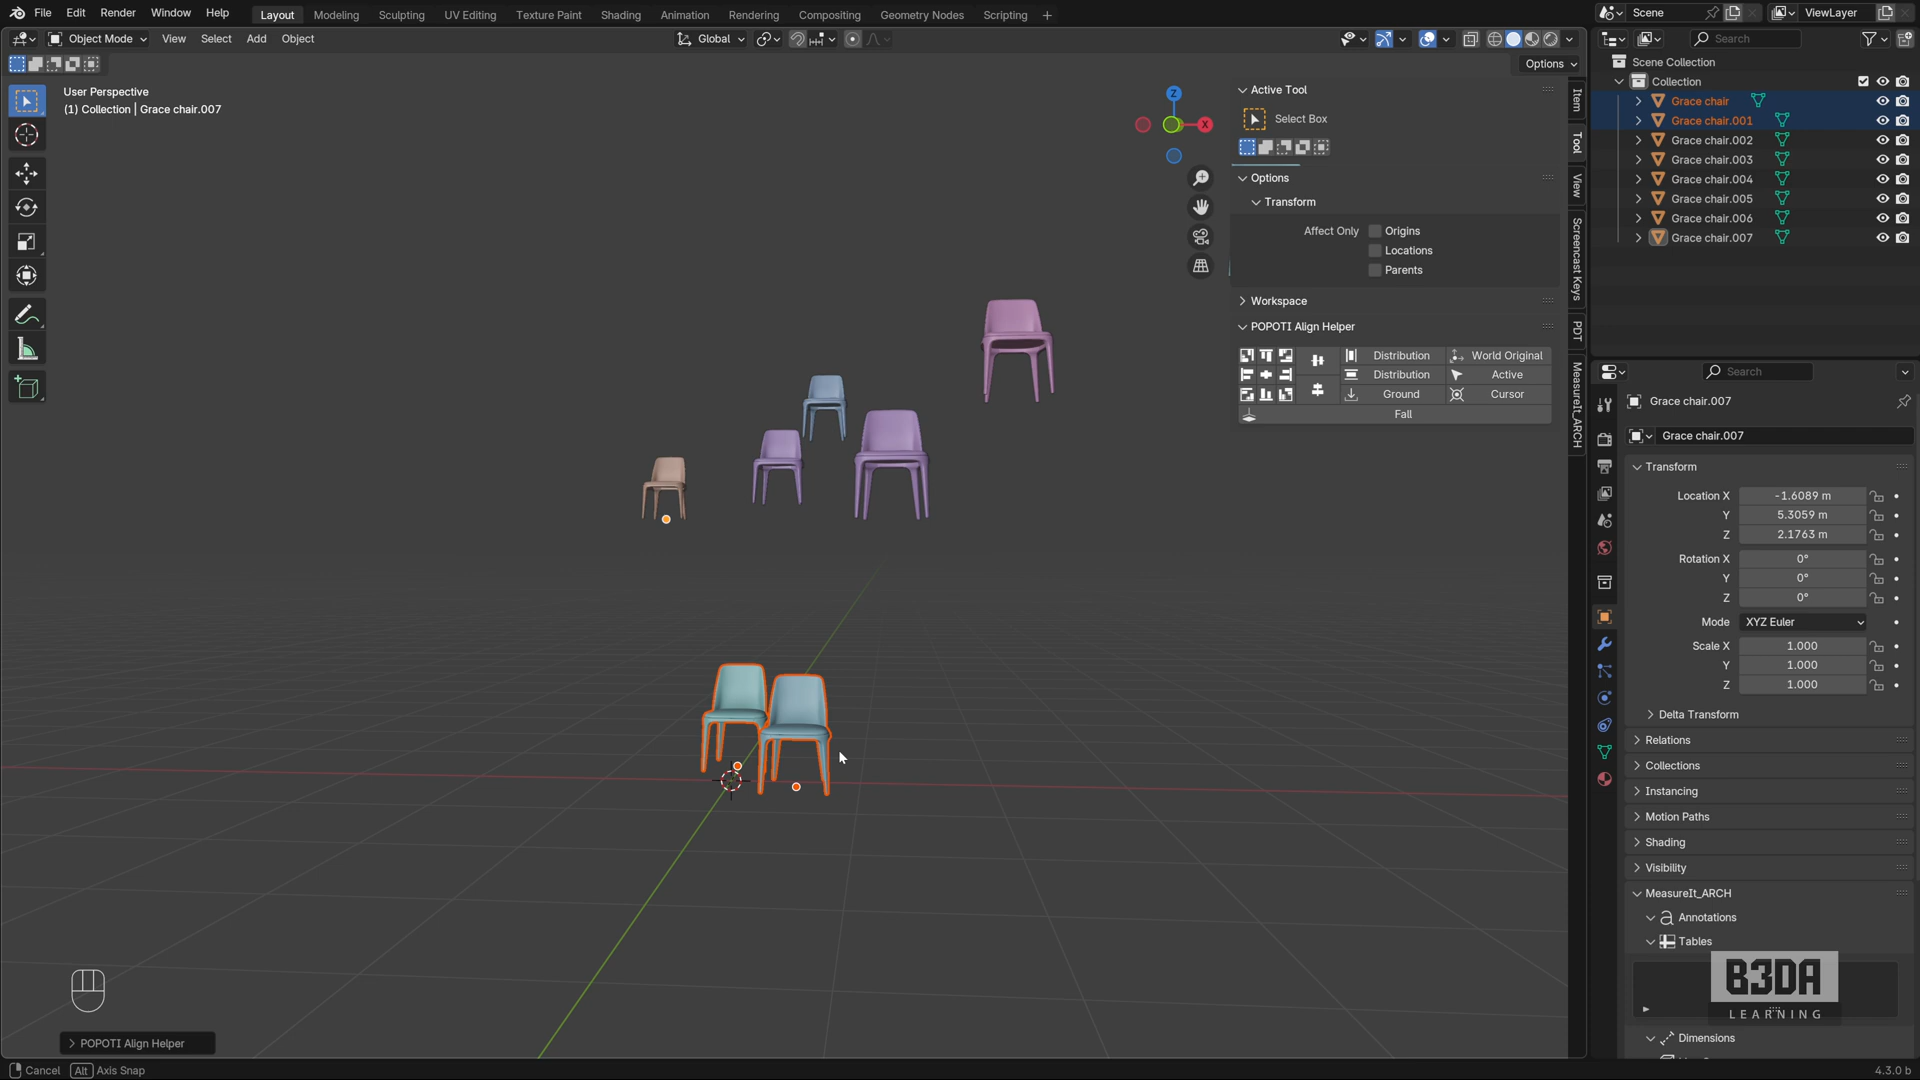 File Edit Render Window Help Layout Modeling Sculpting UV Editing Texture Paint Shading Animation Rendering Compositing Geometry Nodes Scripting + Scene ViewLayer
Object Mode View Select Add Object Global Search
Options
User Perspective
(1) Collection | Grace chair.007
Z
X
Active Tool
Select Box
Options
Transform
Affect Only Origins
Locations
Parents
Workspace
POPOTI Align Helper
Distribution World Original
Distribution Active
Ground Cursor
Fall
Item
Tool
View
Screencast Keys
PDT
MeasureIt_ARCH
Scene Collection
Collection
Grace chair
Grace chair.001
Grace chair.002
Grace chair.003
Grace chair.004
Grace chair.005
Grace chair.006
Grace chair.007
Search
Grace chair.007
Grace chair.007
Transform
Location X -1.6089 m
Y 5.3059 m
Z 2.1763 m
Rotation X 0°
Y 0°
Z 0°
Mode XYZ Euler
Scale X 1.000
Y 1.000
Z 1.000
Delta Transform
Relations
Collections
Instancing
Motion Paths
Shading
Visibility
MeasureIt_ARCH
Annotations
Tables
B3DA
LEARNING
Dimensions
POPOTI Align Helper
Cancel Alt Axis Snap 4.3.0 b